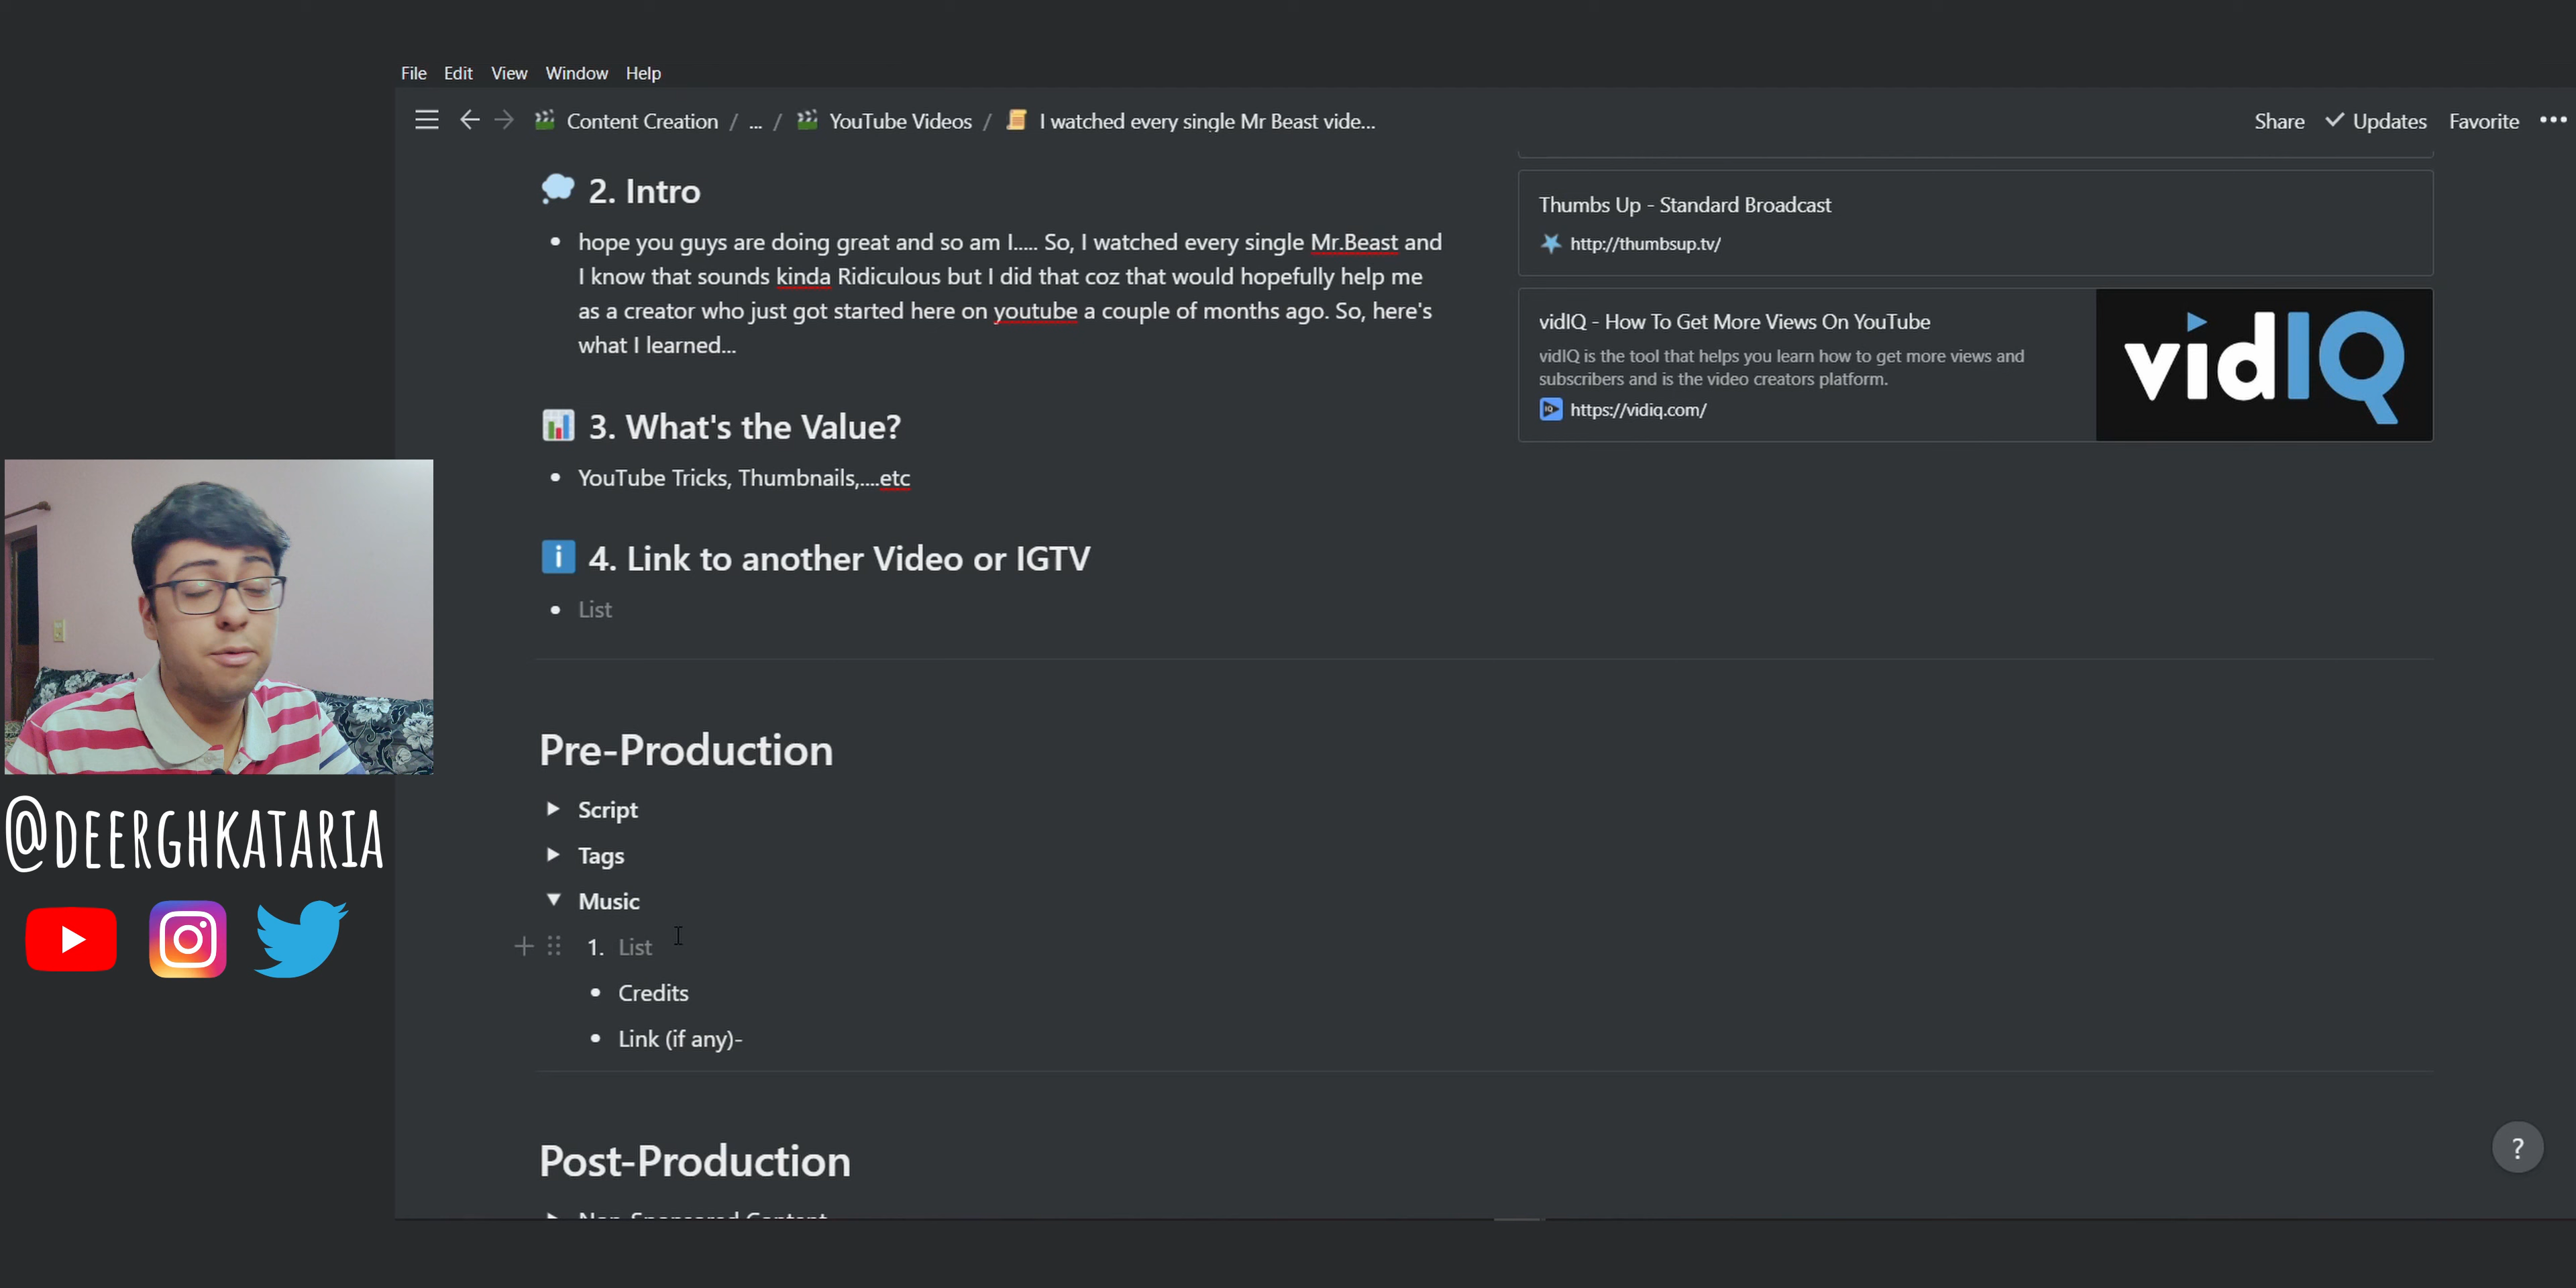 File Edit View Window Help
Content Creation / ... / YouTube Videos / I watched every single Mr Beast vide...
Share Updates Favorite
2. Intro
hope you guys are doing great and so am I..... So, I watched every single Mr.Beast and
I know that sounds kinda Ridiculous but I did that coz that would hopefully help me
as a creator who just got started here on youtube a couple of months ago. So, here's
what I learned...
3. What's the Value?
YouTube Tricks, Thumbnails,....etc
4. Link to another Video or IGTV
List
Thumbs Up - Standard Broadcast
http://thumbsup.tv/
vidIQ - How To Get More Views On YouTube
vidIQ is the tool that helps you learn how to get more views and
subscribers and is the video creators platform.
https://vidiq.com/
vidIQ
Pre-Production
Script
Tags
Music
1. List
Credits
Link (if any)-
Post-Production
Non-Sponsored Content
?
@DEERGHKATARIA